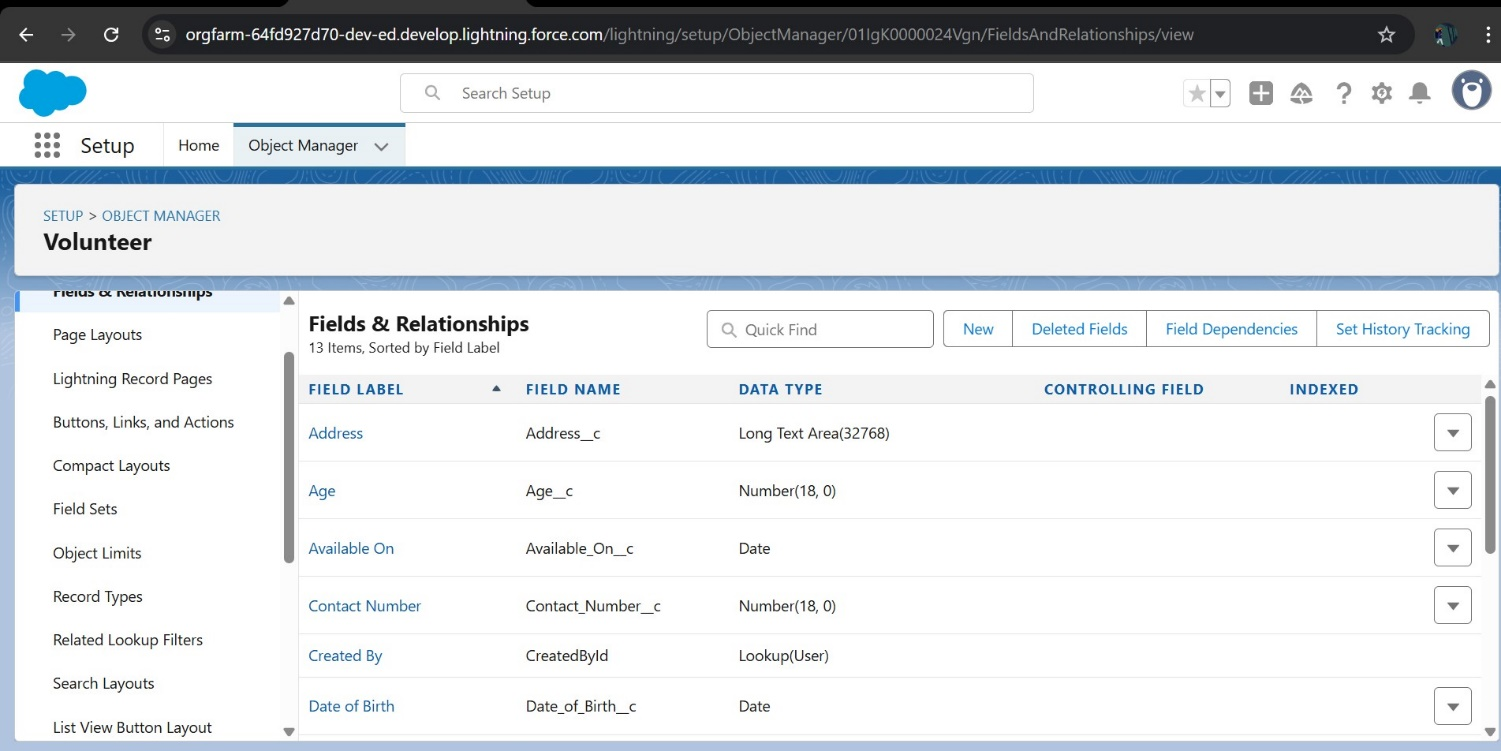 orgfarm-64fd927d70-dev-ed.develop.lightning.force.com/lightning/setup/ObjectManager/01IgK0000024Vgn/FieldsAndRelationships/view
Search Setup
Setup Home Object Manager
SETUP > OBJECT MANAGER
Volunteer
Fields & Relationships
Page Layouts
Lightning Record Pages
Buttons, Links, and Actions
Compact Layouts
Field Sets
Object Limits
Record Types
Related Lookup Filters
Search Layouts
List View Button Layout
Fields & Relationships
13 Items, Sorted by Field Label
Quick Find New Deleted Fields Field Dependencies Set History Tracking
FIELD LABEL FIELD NAME DATA TYPE CONTROLLING FIELD INDEXED
Address Address__c Long Text Area(32768)
Age Age__c Number(18, 0)
Available On Available_On__c Date
Contact Number Contact_Number__c Number(18, 0)
Created By CreatedById Lookup(User)
Date of Birth Date_of_Birth__c Date